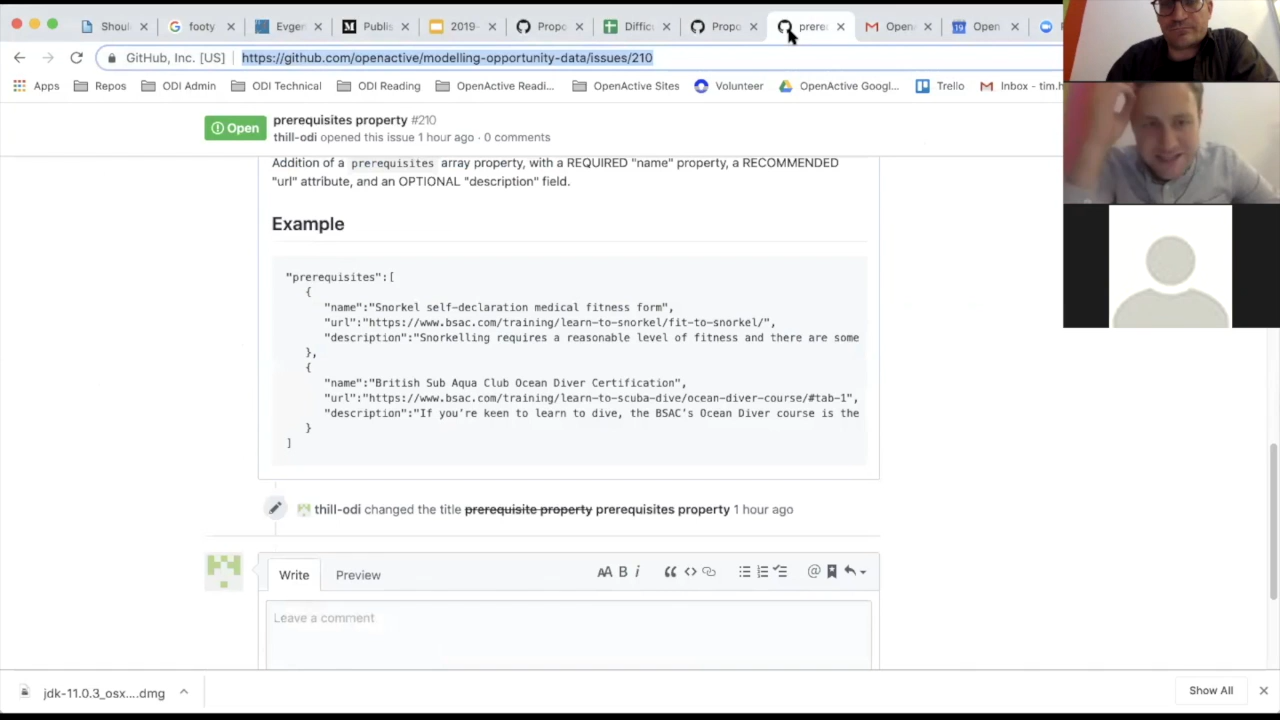 Shoul
footy
Evger
Publis
2019-
Propo
Difficu
Propo
prere
Open
Open
GitHub, Inc. [US]
https://github.com/openactive/modelling-opportunity-data/issues/210
Apps
Repos
ODI Admin
ODI Technical
ODI Reading
OpenActive Readi...
OpenActive Sites
Volunteer
OpenActive Googl...
Trello
Inbox - tim.h
Open
prerequisites property #210
thill-odi opened this issue 1 hour ago · 0 comments
Addition of a prerequisites array property, with a REQUIRED "name" property, a RECOMMENDED
"url" attribute, and an OPTIONAL "description" field.
Example
"prerequisites":[
{
"name":"Snorkel self-declaration medical fitness form",
"url":"https://www.bsac.com/training/learn-to-snorkel/fit-to-snorkel/",
"description":"Snorkelling requires a reasonable level of fitness and there are some
},
{
"name":"British Sub Aqua Club Ocean Diver Certification",
"url":"https://www.bsac.com/training/learn-to-scuba-dive/ocean-diver-course/#tab-1",
"description":"If you're keen to learn to dive, the BSAC's Ocean Diver course is the
}
]
thill-odi changed the title prerequisite property prerequisites property 1 hour ago
Write
Preview
AA B i
Leave a comment
jdk-11.0.3_osx....dmg
Show All